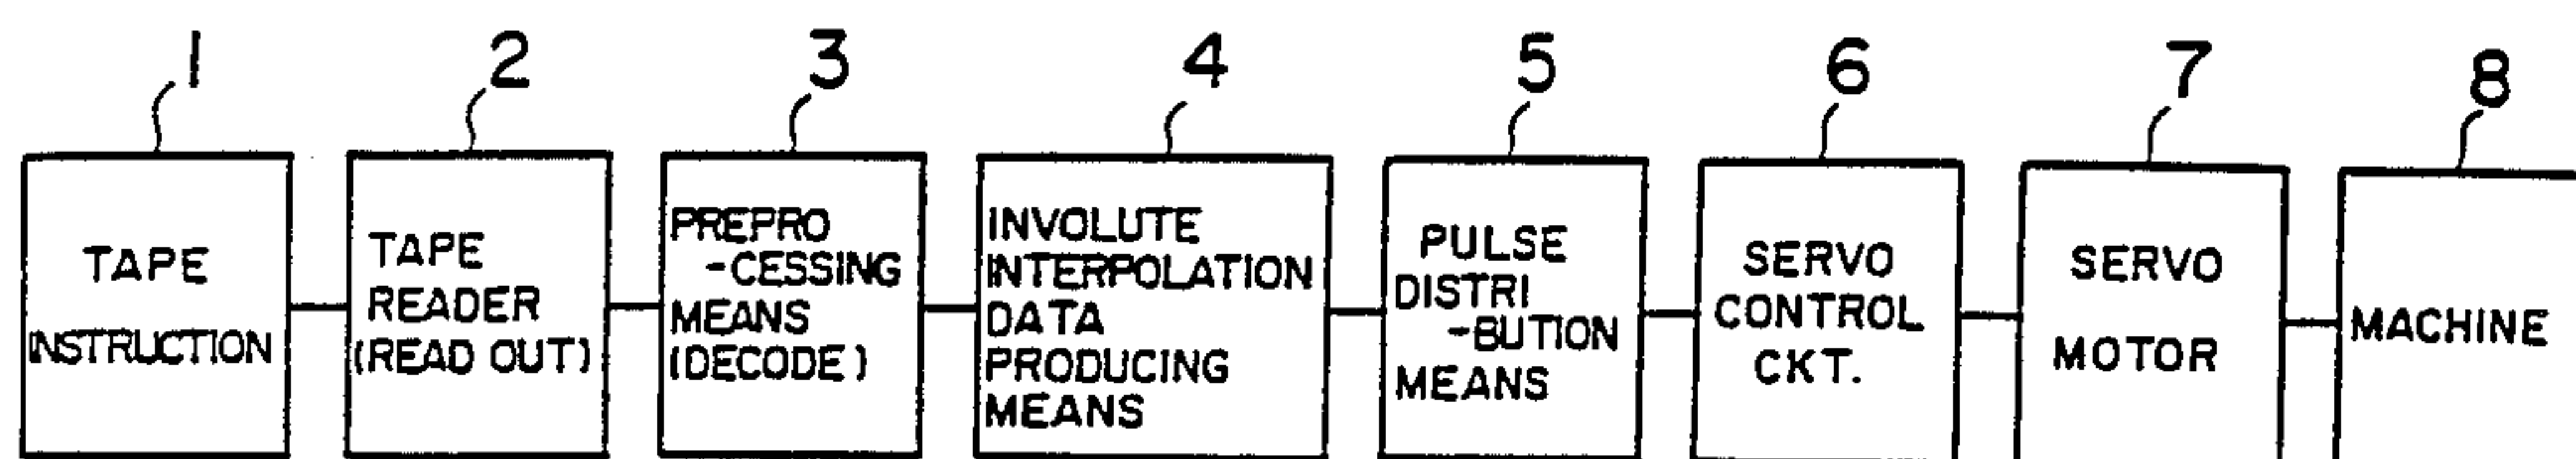 1 2 3 4 5 6 7 8
TAPE
INSTRUCTION
TAPE
READER
(READ OUT)
PREPRO
-CESSING
MEANS
(DECODE)
INVOLUTE
INTERPOLATION
DATA
PRODUCING
MEANS
PULSE
DISTRI
-BUTION
MEANS
SERVO
CONTROL
CKT.
SERVO
MOTOR
MACHINE